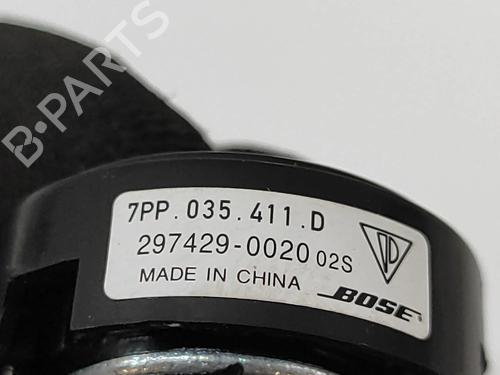 B-PARTS
7PP.035.411.D
297429-0020 02S
MADE IN CHINA
BOSE